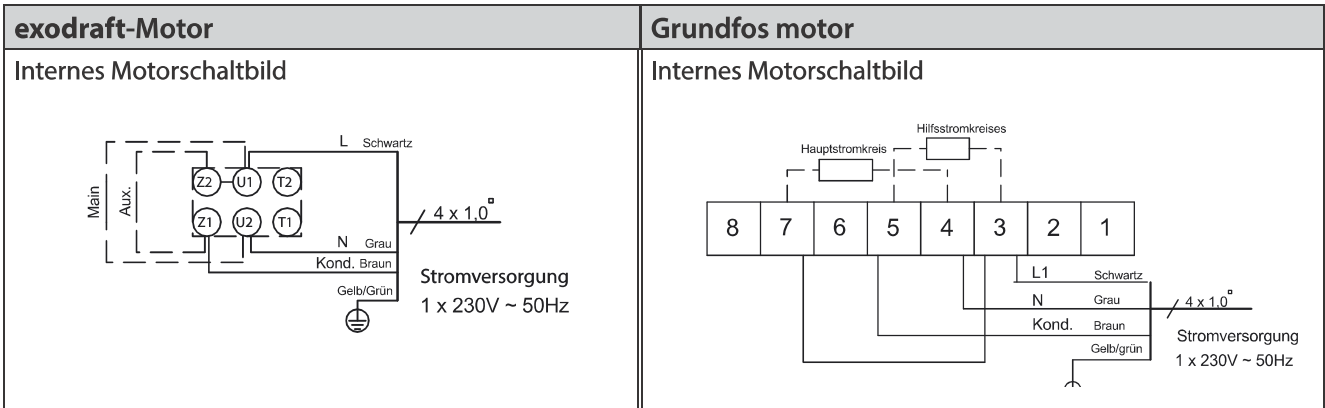 exodraft-Motor
Internes Motorschaltbild
L Schwartz
Main
Aux.
Z2 U1 T2
Z1 U2 T1
4 x 1,0
N Grau
Kond. Braun
Gelb/Grün
Stromversorgung
1 x 230V ~ 50Hz
Grundfos motor
Internes Motorschaltbild
Hilfsstromkreises
Hauptstromkreis
8 7 6 5 4 3 2 1
L1 Schwartz
N Grau
4 x 1,0
Kond. Braun
Gelb/grün
Stromversorgung
1 x 230V ~ 50Hz